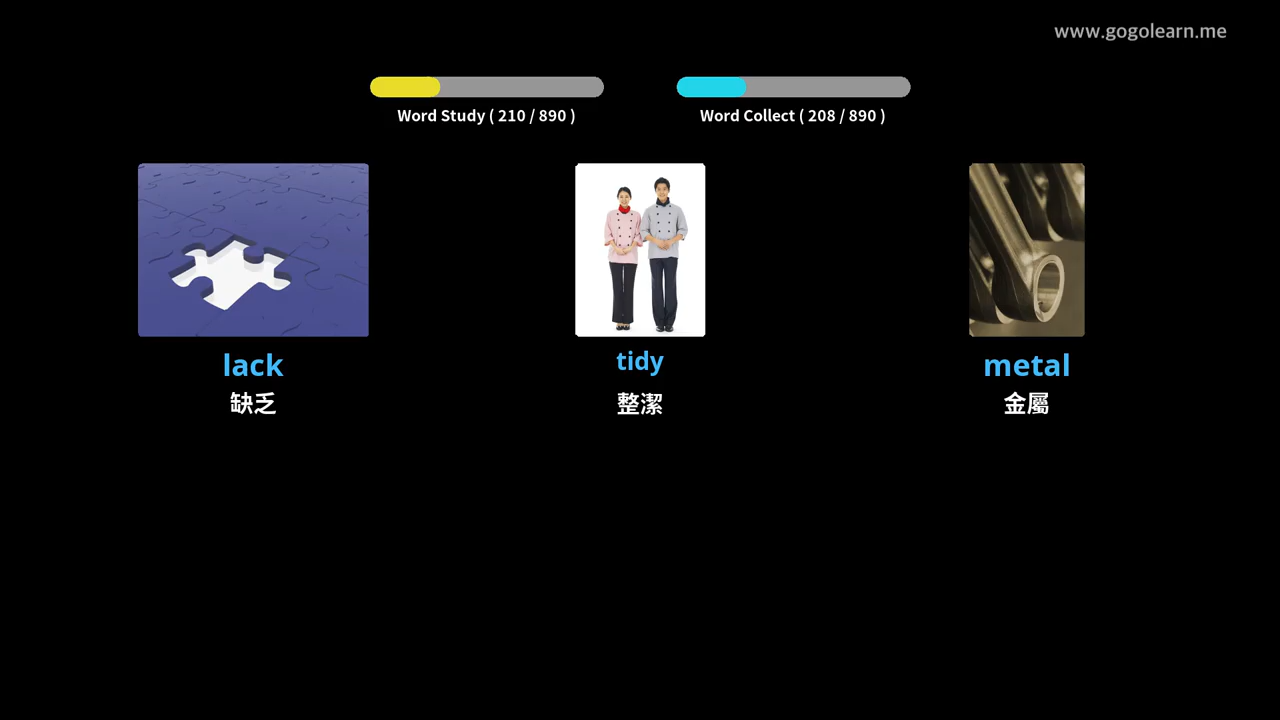 www.gogolearn.me
Word Study ( 210 / 890 )
Word Collect ( 208 / 890 )
lack
缺乏
tidy
整潔
metal
金屬